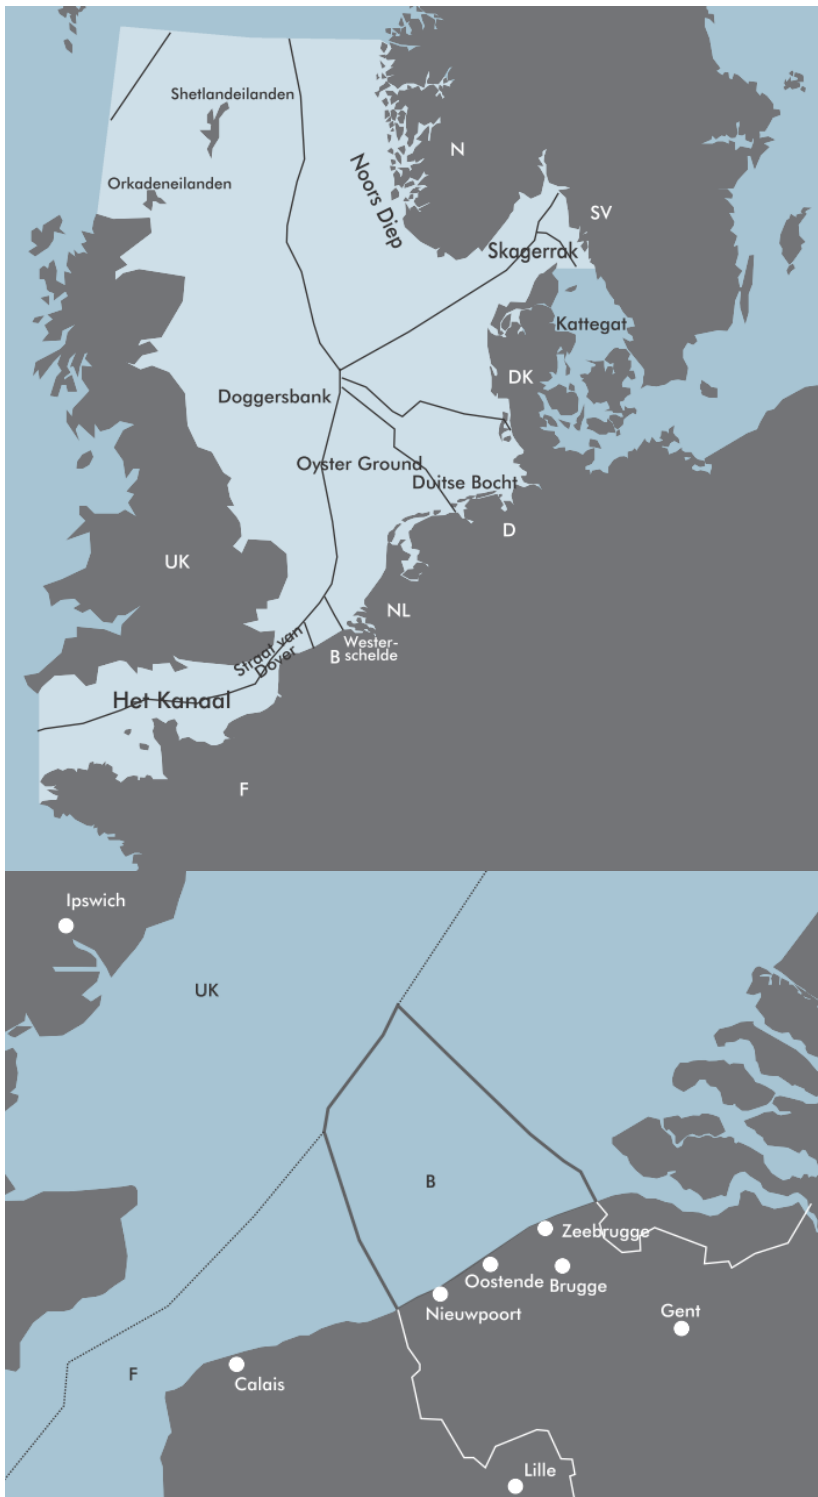 Shetlandeilanden
Orkadeneilanden
Noors Diep
N
SV
Skagerrak
Kattegat
DK
Doggersbank
Oyster Ground
Duitse Bocht
D
UK
NL
Straat van
Dover
B
Wester-
schelde
Het Kanaal
F
Ipswich
UK
B
Zeebrugge
Oostende
Brugge
Nieuwpoort
Gent
F
Calais
Lille